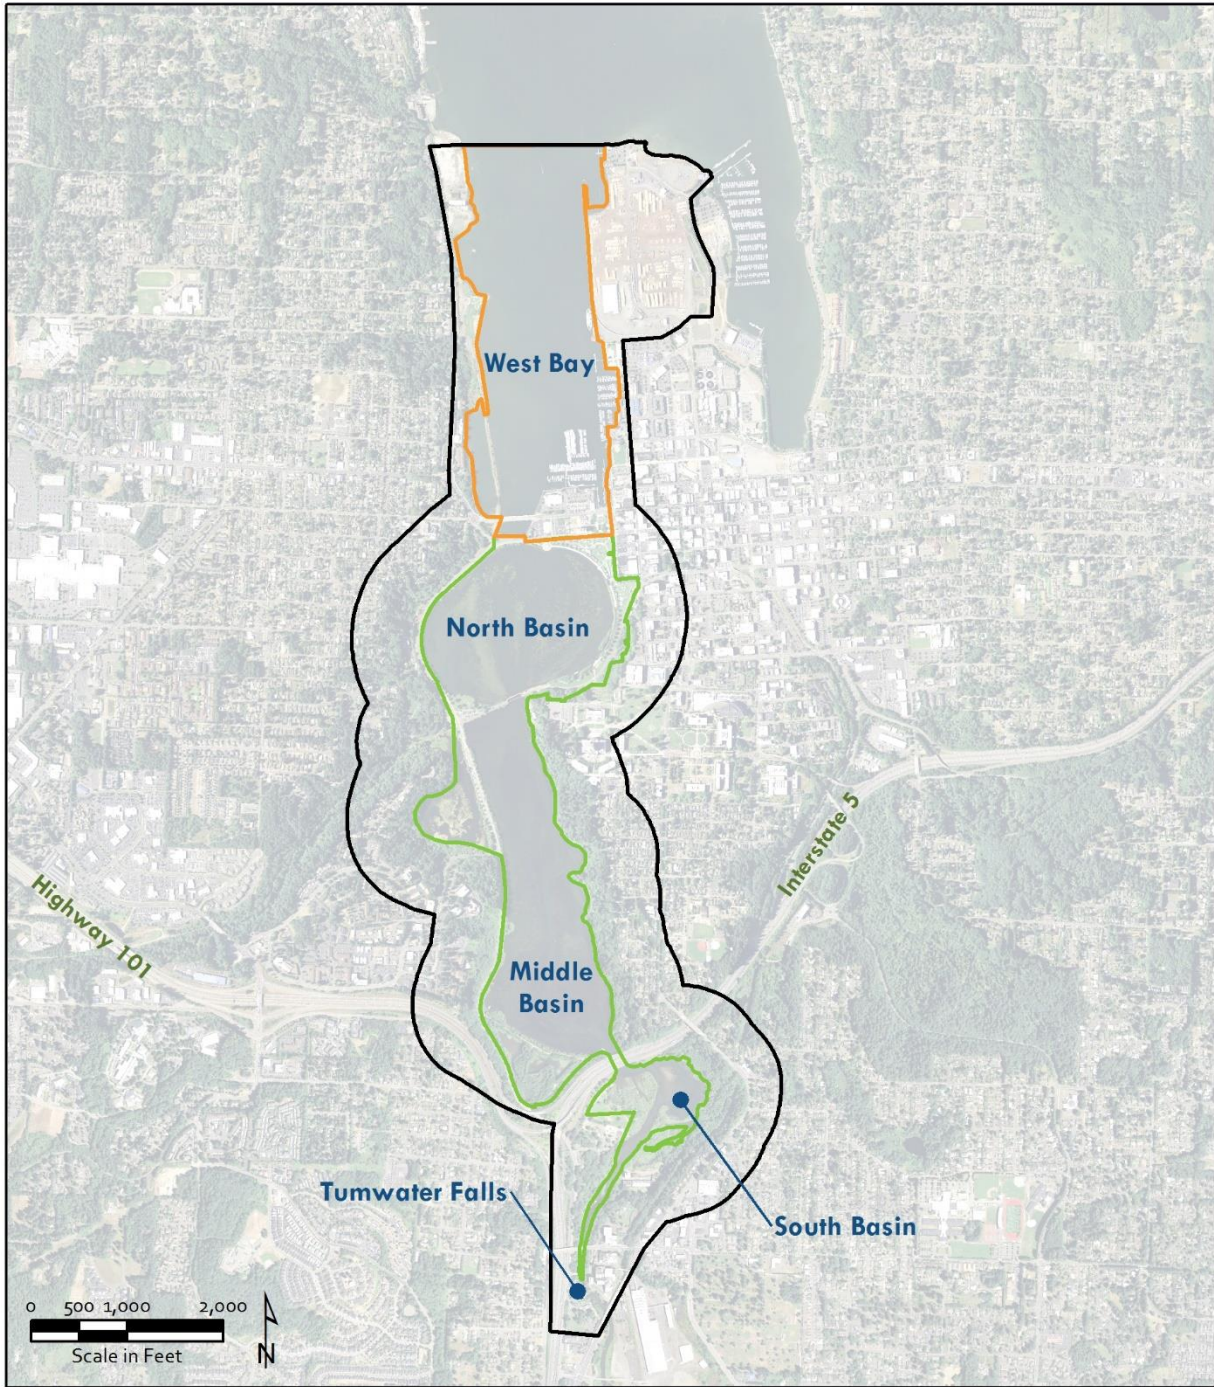 West Bay
North Basin
Interstate 5
Highway 101
Middle
Basin
Tumwater Falls
South Basin
0 500 1,000 2,000
Scale in Feet
N